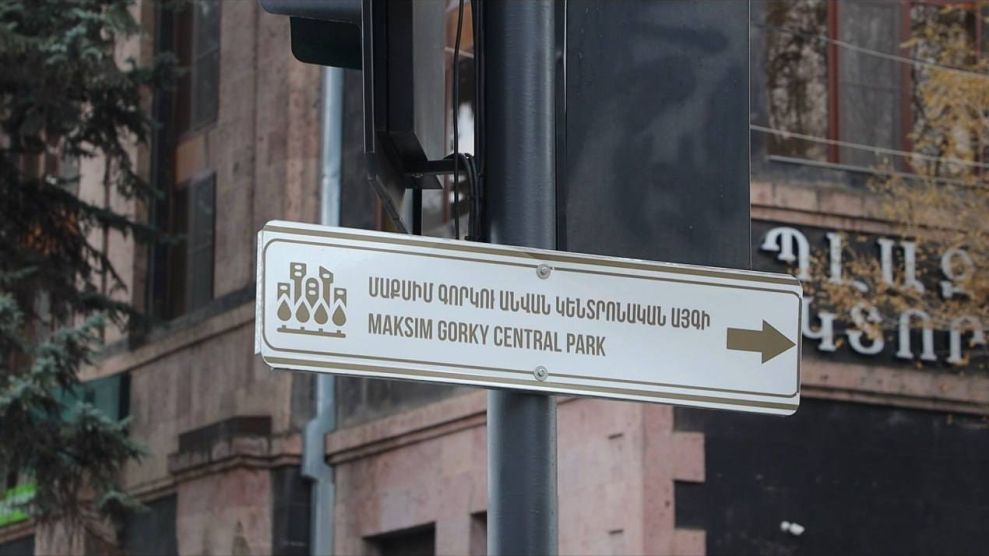 ՄԱՔՍԻՄ ԳՈՐԿՈՒ ԱՆՎԱՆ ԿԵՆՏՐՈՆԱԿԱՆ ԱՅԳԻ
MAKSIM GORKY CENTRAL PARK